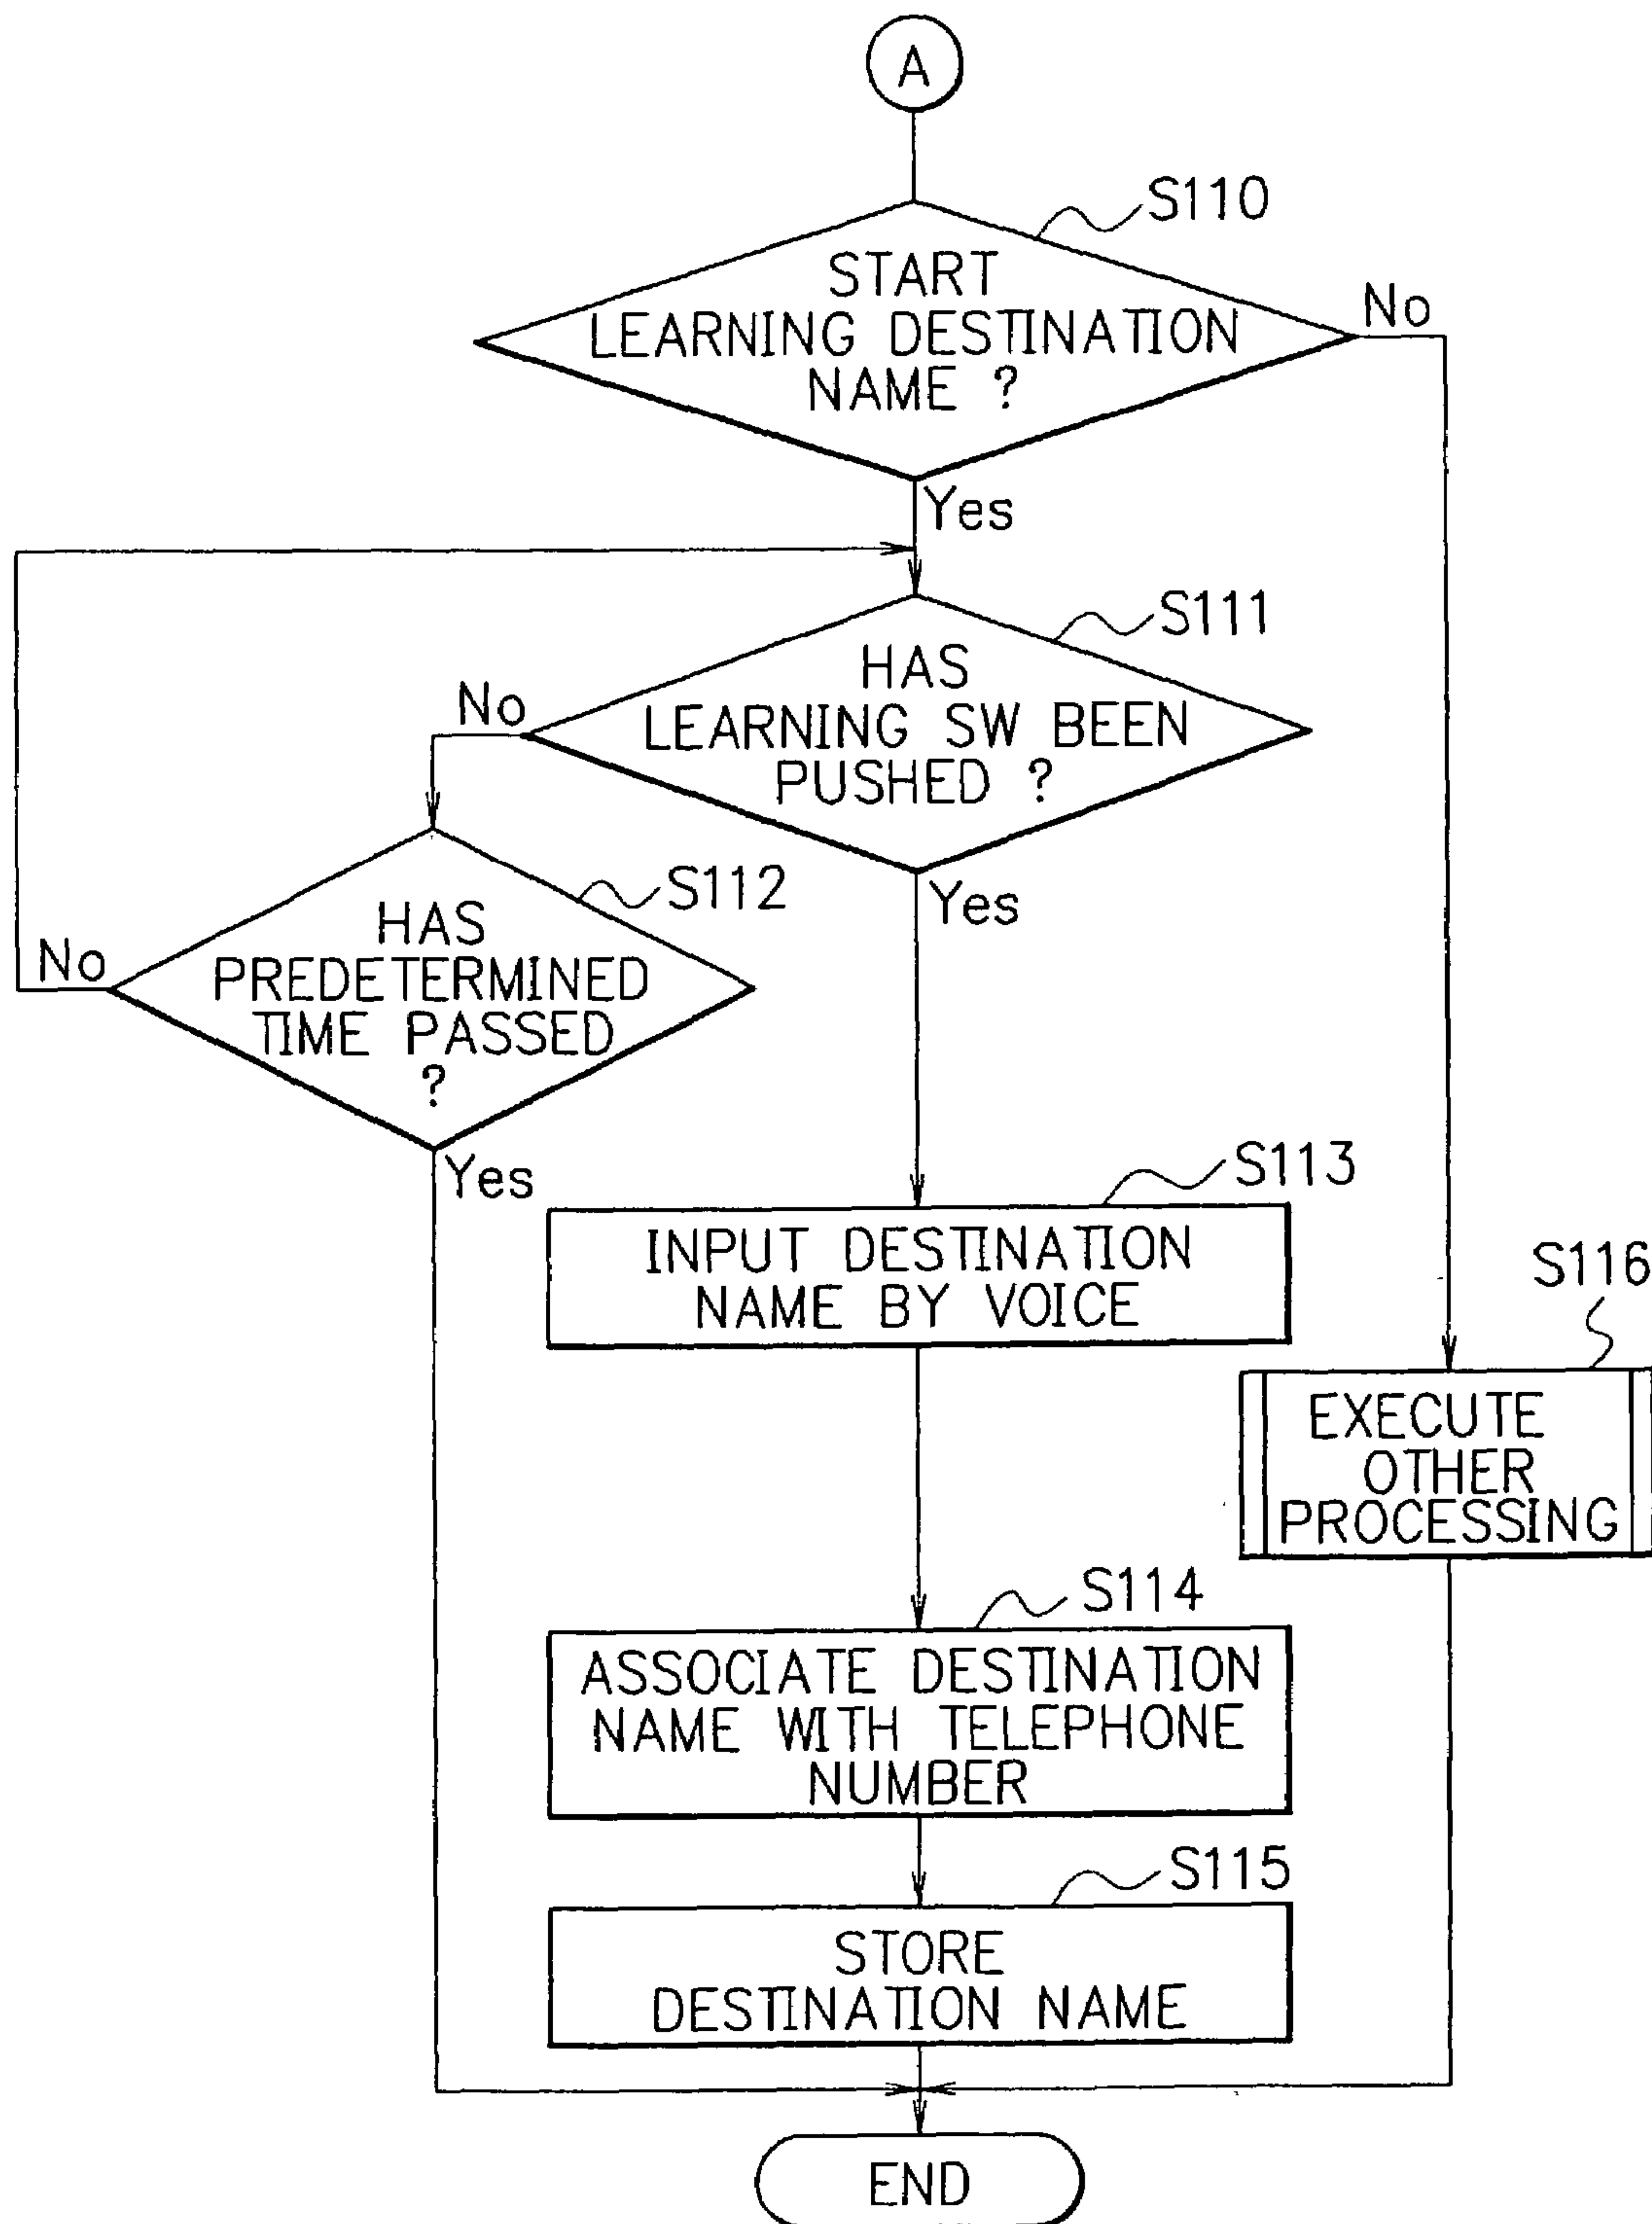 A
S110
START
LEARNING DESTINATION
NAME ?
No
Yes
S111
HAS
LEARNING SW BEEN
PUSHED ?
No
Yes
S112
HAS
PREDETERMINED
TIME PASSED
?
No
Yes
S113
INPUT DESTINATION
NAME BY VOICE
S116
EXECUTE
OTHER
PROCESSING
S114
ASSOCIATE DESTINATION
NAME WITH TELEPHONE
NUMBER
S115
STORE
DESTINATION NAME
END